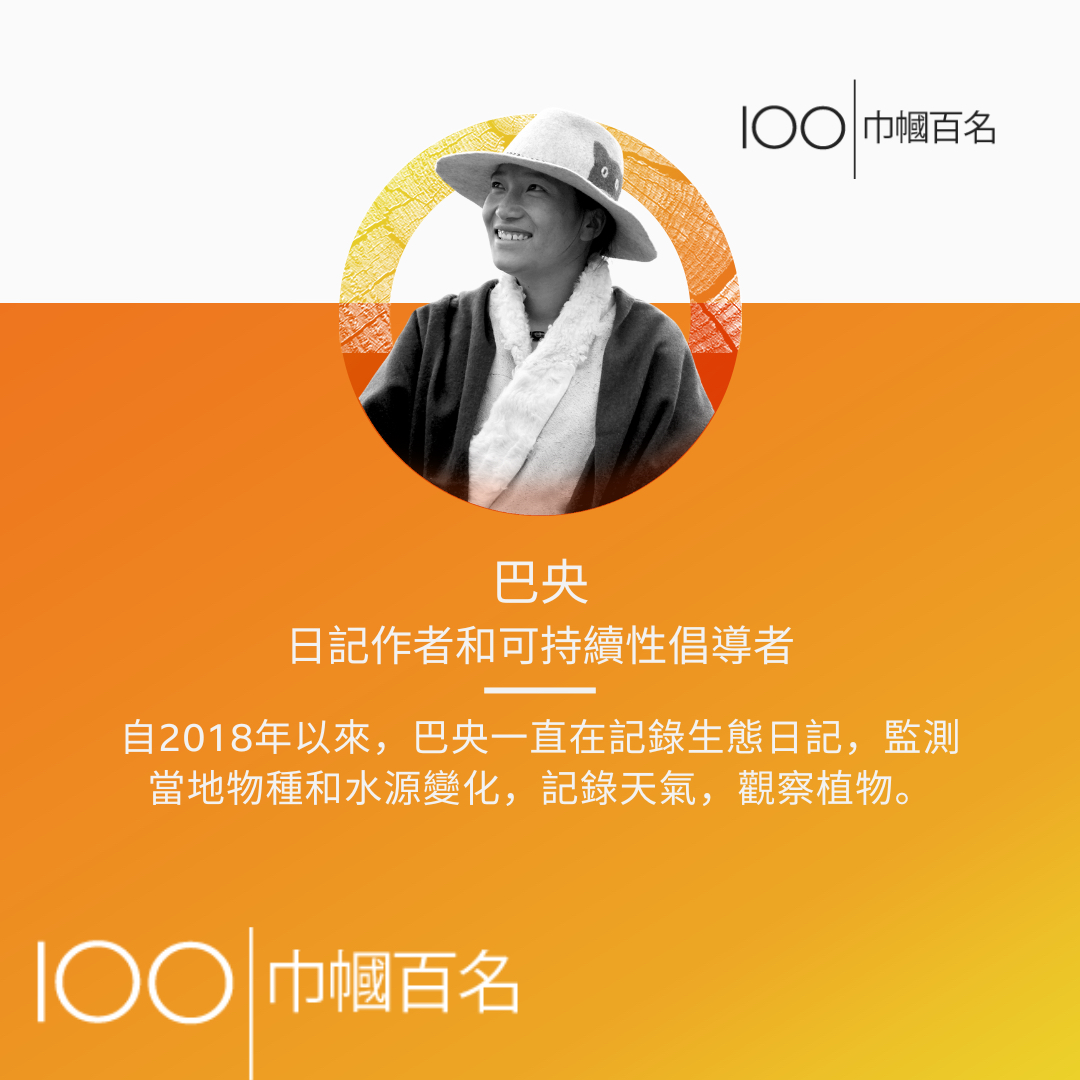 100 巾幗百名
巴央
日記作者和可持續性倡導者
自2018年以來，巴央一直在記錄生態日記，監測
當地物種和水源變化，記錄天氣，觀察植物。
100 巾幗百名